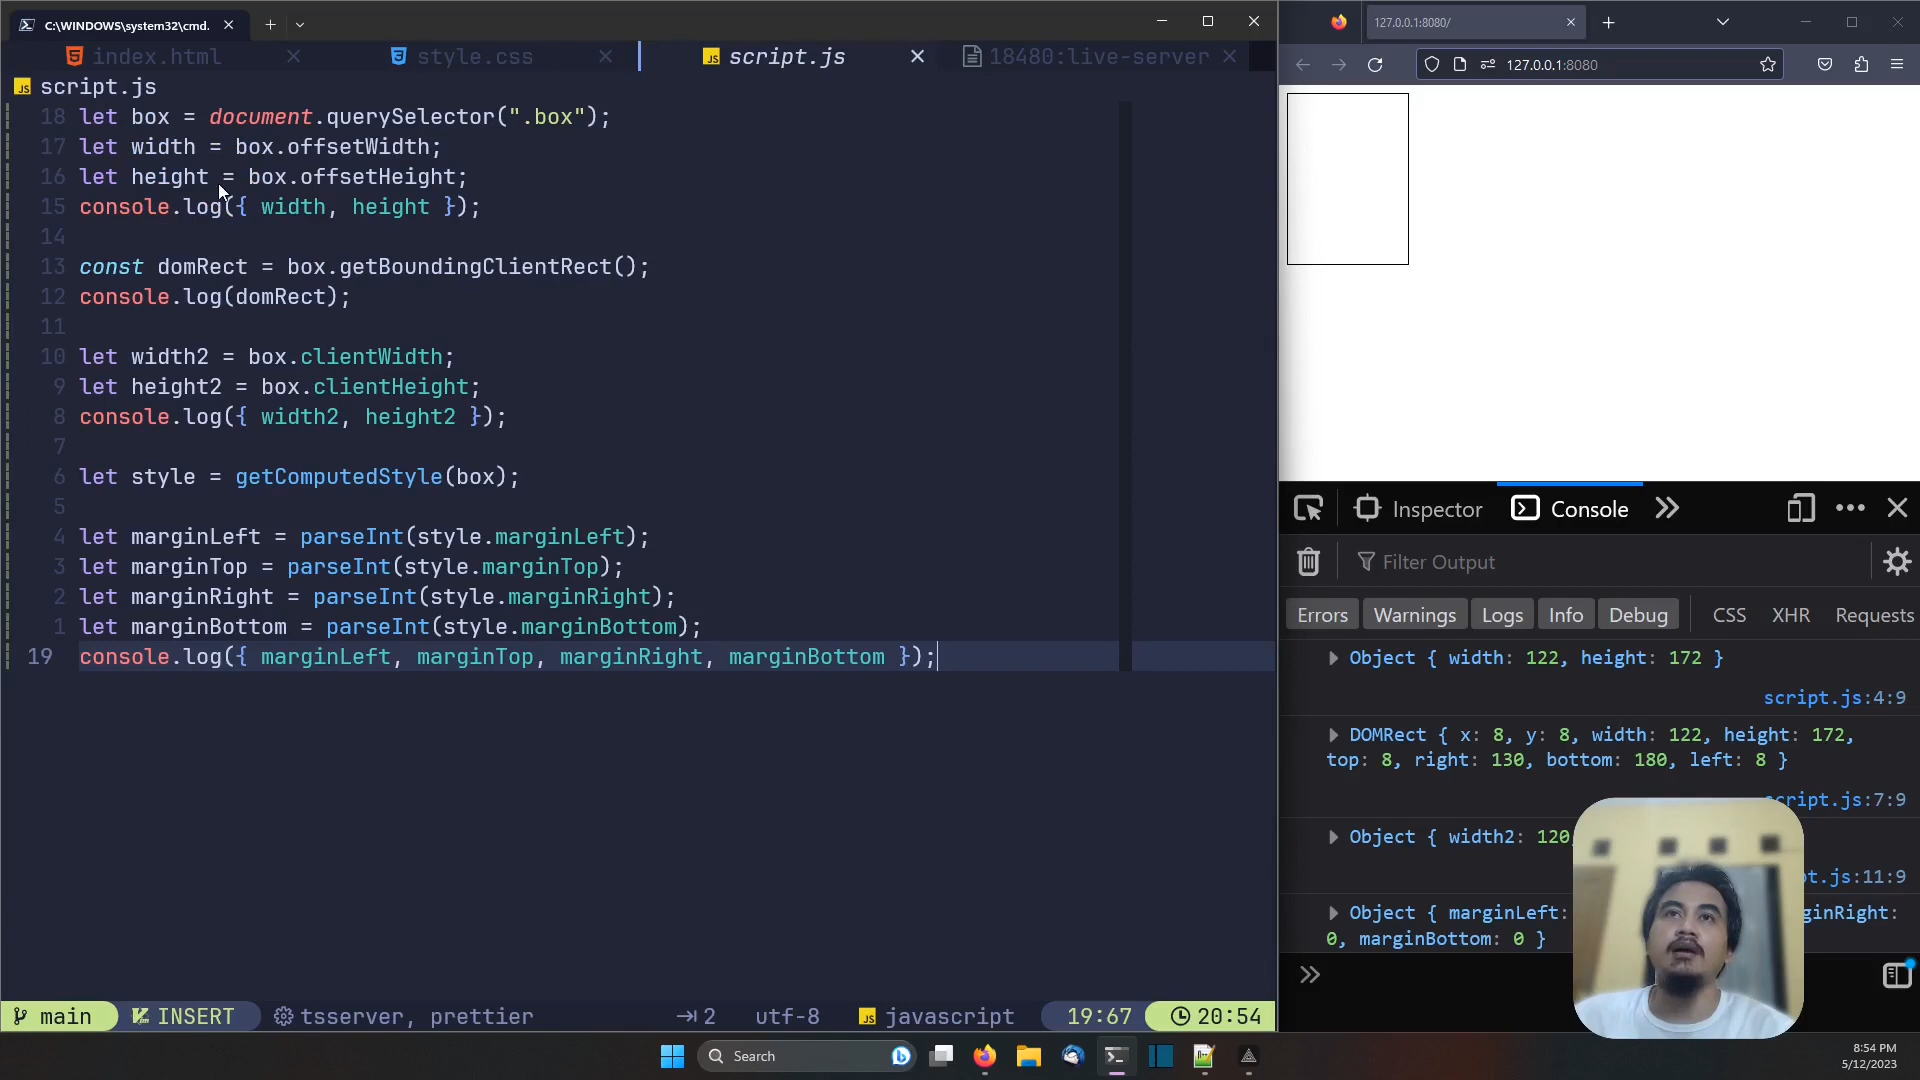 C:\WINDOWS\system32\cmd.
index.html
style.css
script.js
18480:live-server
script.js
18 let box = document.querySelector(".box");
17 let width = box.offsetWidth;
16 let height = box.offsetHeight;
15 console.log({ width, height });
14
13 const domRect = box.getBoundingClientRect();
12 console.log(domRect);
11
10 let width2 = box.clientWidth;
9 let height2 = box.clientHeight;
8 console.log({ width2, height2 });
7
6 let style = getComputedStyle(box);
5
4 let marginLeft = parseInt(style.marginLeft);
3 let marginTop = parseInt(style.marginTop);
2 let marginRight = parseInt(style.marginRight);
1 let marginBottom = parseInt(style.marginBottom);
19 console.log({ marginLeft, marginTop, marginRight, marginBottom });
main
INSERT
tsserver, prettier
2
utf-8
javascript
19:67
20:54
127.0.0.1:8080/
127.0.0.1:8080
Inspector
Console
Filter Output
Errors
Warnings
Logs
Info
Debug
CSS
XHR
Requests
Object { width: 122, height: 172 }
script.js:4:9
DOMRect { x: 8, y: 8, width: 122, height: 172,
top: 8, right: 130, bottom: 180, left: 8 }
script.js:7:9
Object { width2: 120
pt.js:11:9
Object { marginLeft: ginRight:
0, marginBottom: 0 }
Search
8:54 PM
5/12/2023